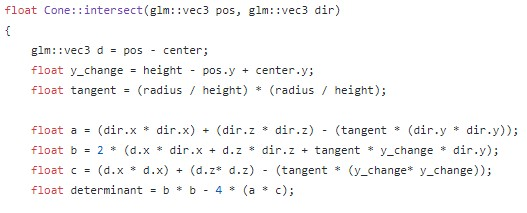 float Cone::intersect(glm::vec3 pos, glm::vec3 dir)
{
glm::vec3 d = pos - center;
float y_change = height - pos.y + center.y;
float tangent = (radius / height) * (radius / height);
float a = (dir.x * dir.x) + (dir.z * dir.z) - (tangent * (dir.y * dir.y));
float b = 2 * (d.x * dir.x + d.z * dir.z + tangent * y_change * dir.y);
float c = (d.x * d.x) + (d.z* d.z) - (tangent * (y_change* y_change));
float determinant = b * b - 4 * (a * c);